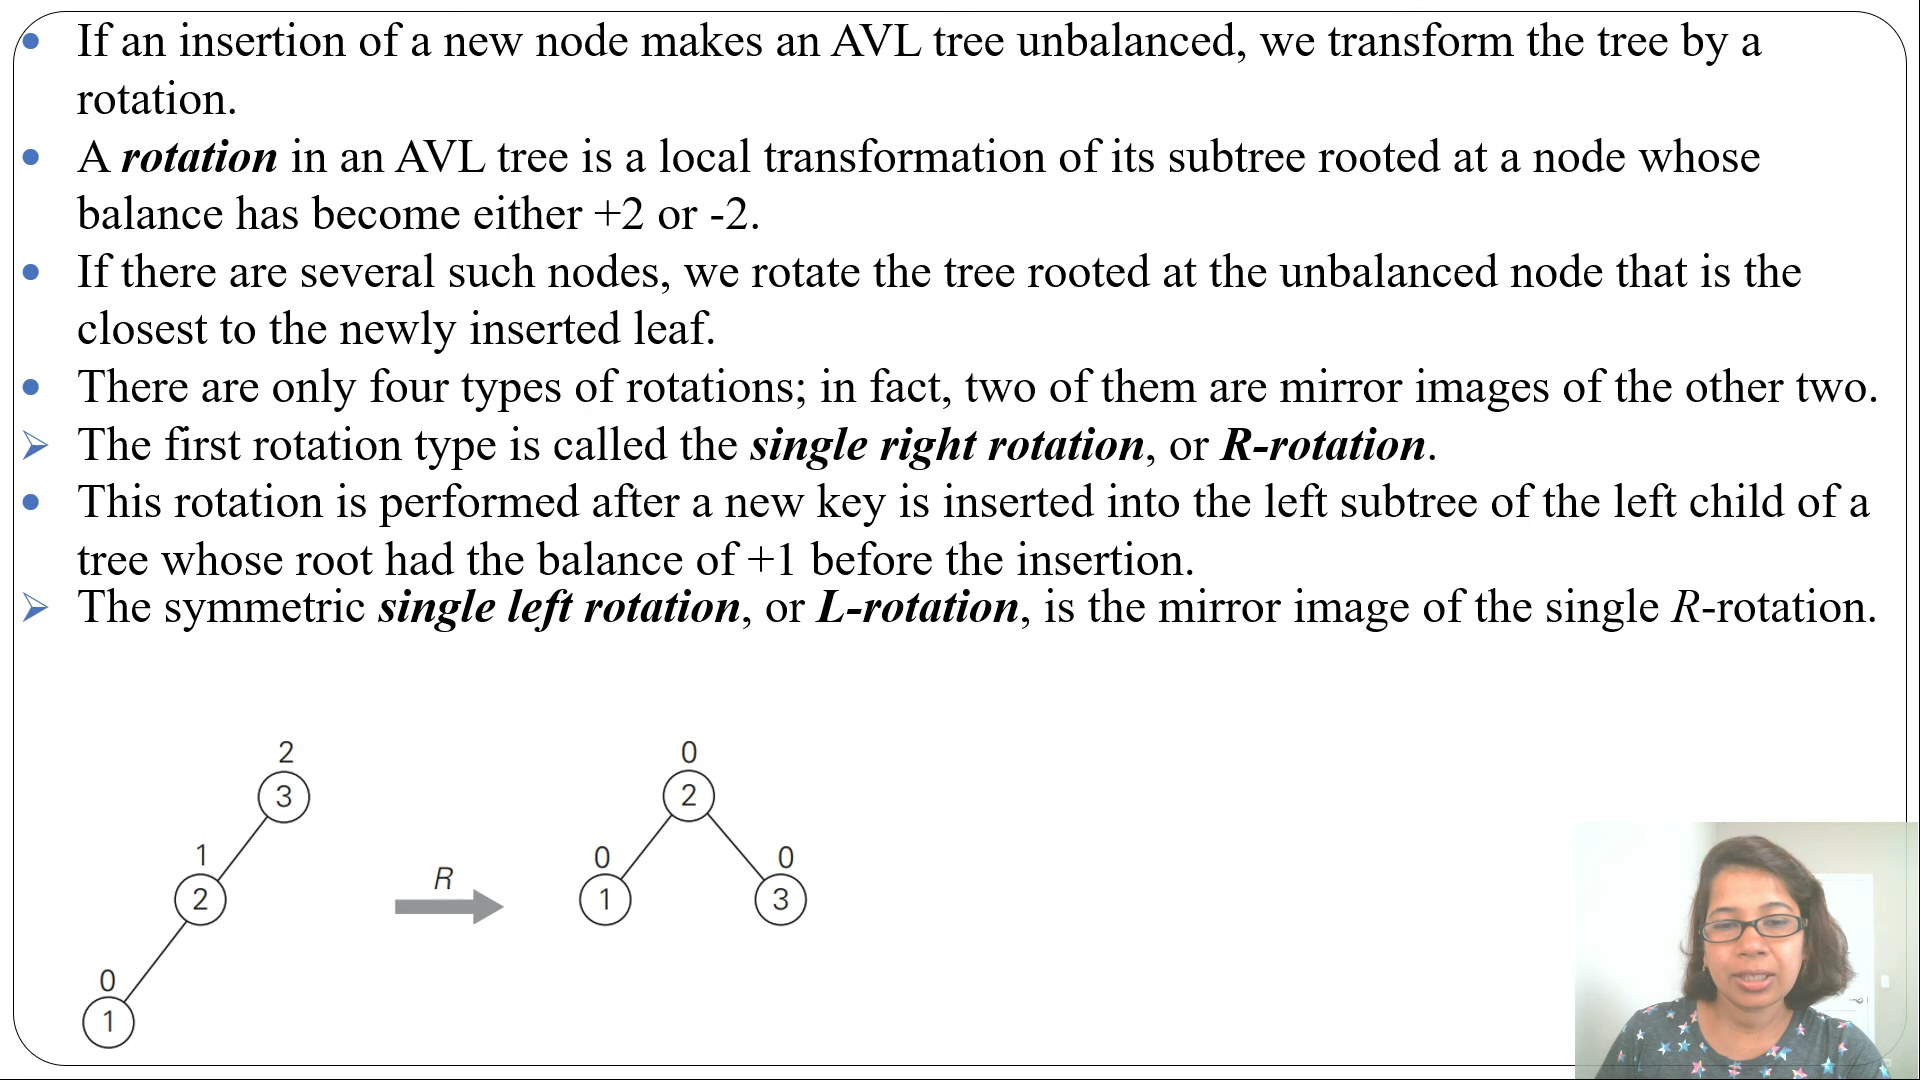 • If an insertion of a new node makes an AVL tree unbalanced, we transform the tree by a
rotation.
• A rotation in an AVL tree is a local transformation of its subtree rooted at a node whose
balance has become either +2 or -2.
• If there are several such nodes, we rotate the tree rooted at the unbalanced node that is the
closest to the newly inserted leaf.
• There are only four types of rotations; in fact, two of them are mirror images of the other two.
➢ The first rotation type is called the single right rotation, or R-rotation.
• This rotation is performed after a new key is inserted into the left subtree of the left child of a
tree whose root had the balance of +1 before the insertion.
➢ The symmetric single left rotation, or L-rotation, is the mirror image of the single R-rotation.
2
3
1
2
0
1
R
0
2
0
1
0
3